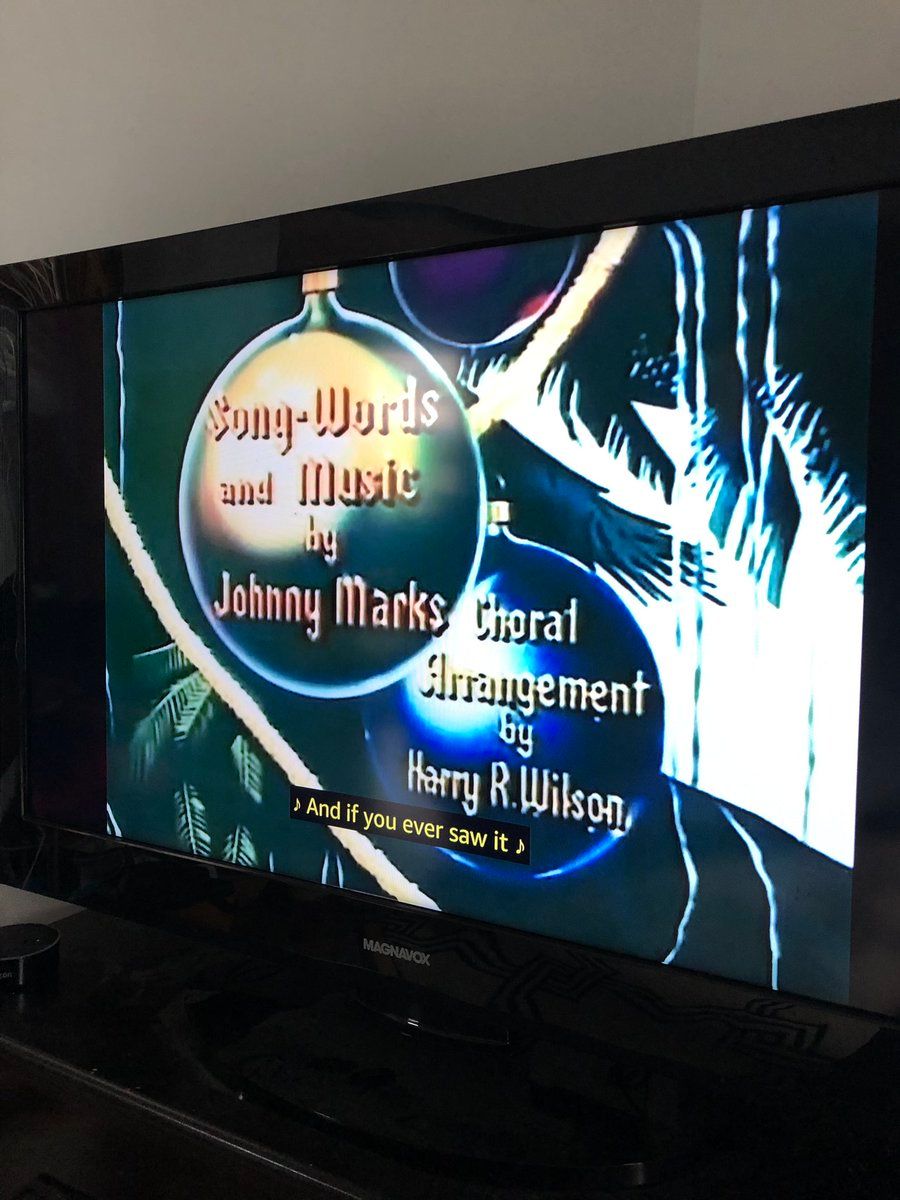 Song-Words
and Music
by
Johnny Marks
Choral
Arrangement
by
Harry R. Wilson
♪ And if you ever saw it ♪
MAGNAVOX